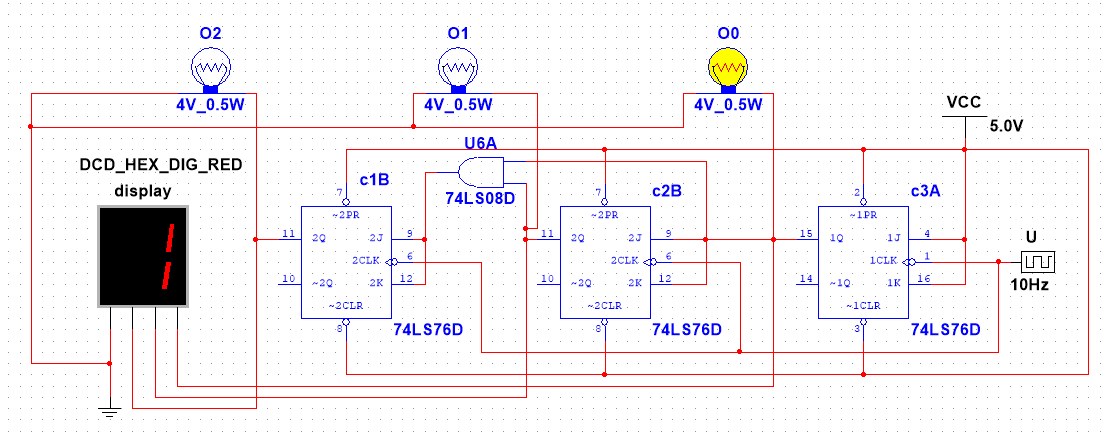 O2
O1
O0
4V_0.5W
4V_0.5W
4V_0.5W
VCC
5.0V
U6A
74LS08D
DCD_HEX_DIG_RED
display
1
c1B
7
~2PR
11
2Q
2J
9
2CLK
6
10
~2Q
2K
12
~2CLR
8
74LS76D
c2B
7
~2PR
11
2Q
2J
9
2CLK
6
10
~2Q
2K
12
~2CLR
8
74LS76D
c3A
2
~1PR
15
1Q
1J
4
1CLK
1
14
~1Q
1K
16
~1CLR
3
74LS76D
U
10Hz